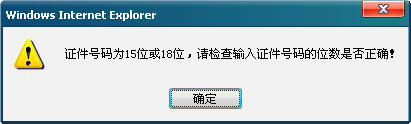 Windows Internet Explorer
证件号码为15位或18位，请检查输入证件号码的位数是否正确!
确定